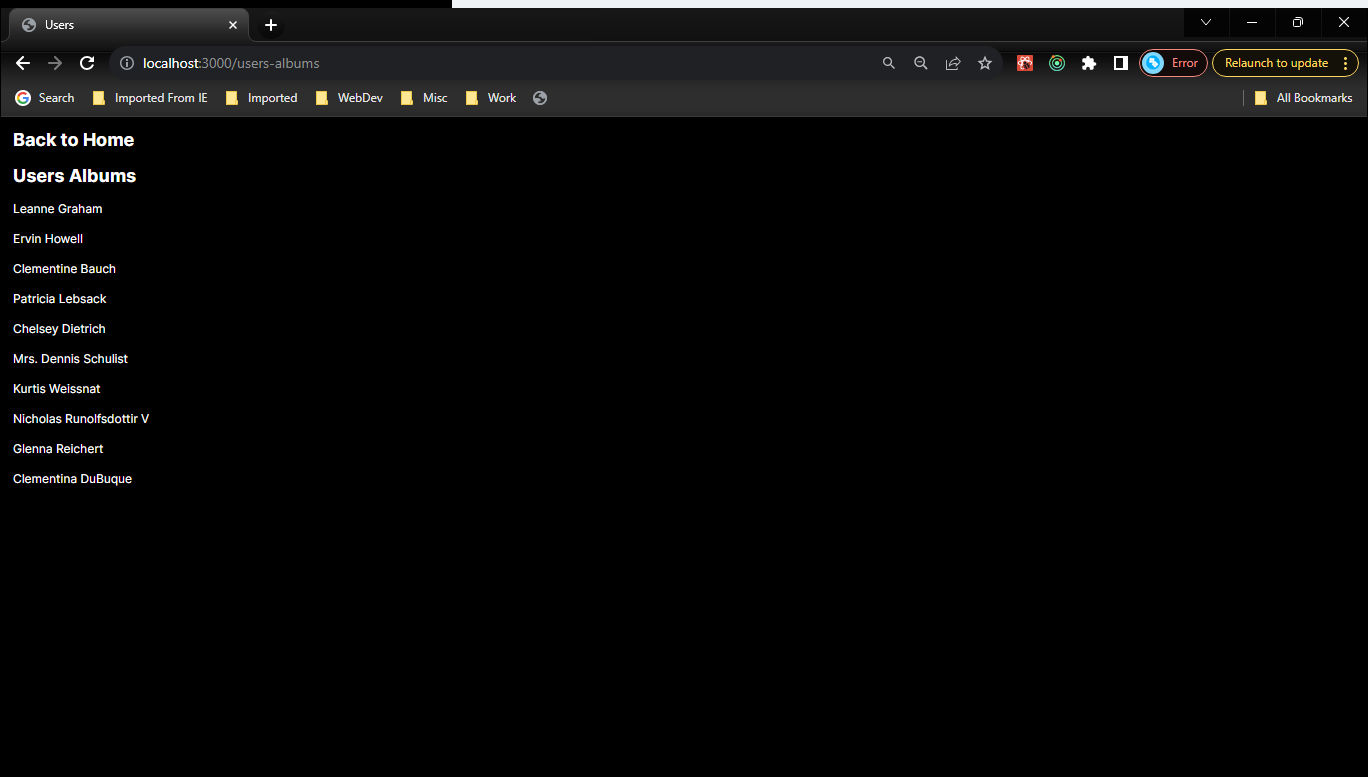 Users
localhost:3000/users-albums
Error
Relaunch to update
Search
Imported From IE
Imported
WebDev
Misc
Work
All Bookmarks
Back to Home
Users Albums
Leanne Graham
Ervin Howell
Clementine Bauch
Patricia Lebsack
Chelsey Dietrich
Mrs. Dennis Schulist
Kurtis Weissnat
Nicholas Runolfsdottir V
Glenna Reichert
Clementina DuBuque